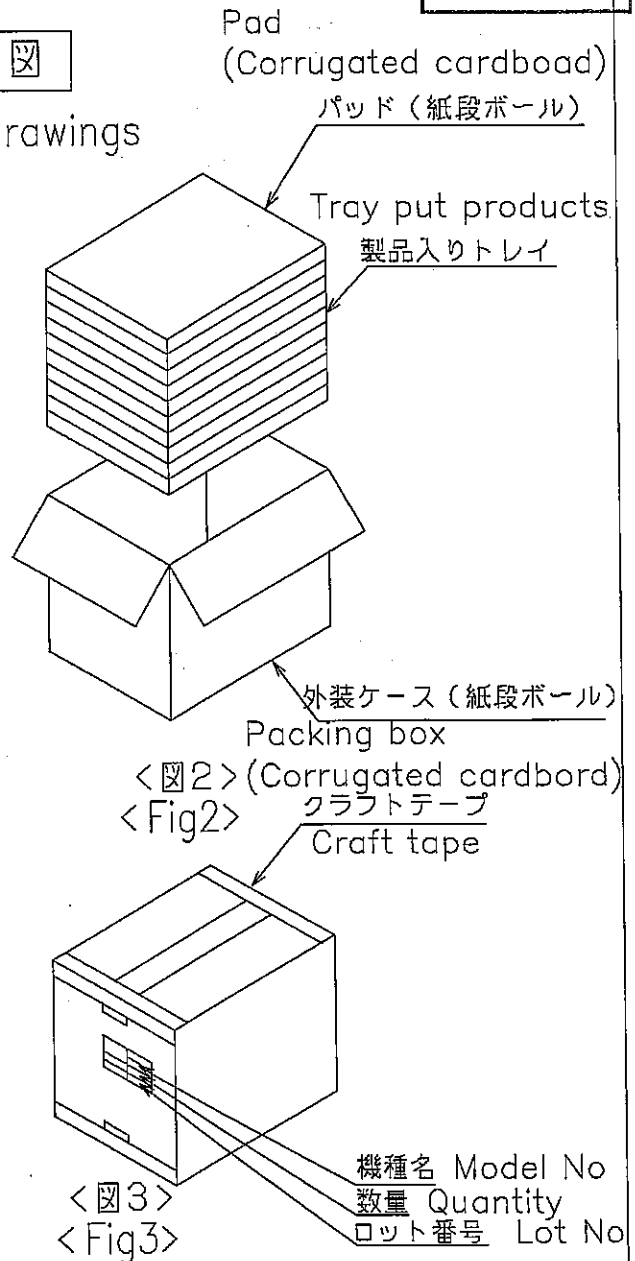 Pad
(Corrugated cardboad)
図
rawings
パッド（紙段ボール）
Tray put products
製品入りトレイ
外装ケース（紙段ボール）
Packing box
<図2>(Corrugated cardbord)
<Fig2>
クラフトテープ
Craft tape
機種名 Model No
<図3>
数量 Quantity
<Fig3>
ロット番号 Lot No